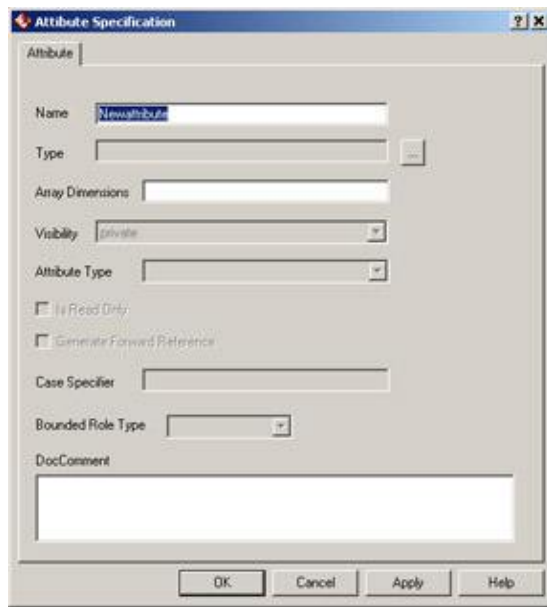 Attibute Specification
Attibute
Name Newattribute
Type ...
Array Dimensions
Visibility private
Attribute Type
Is Read Only
Generate Forward Reference
Case Specifier
Bounded Role Type
DocComment
OK Cancel Apply Help